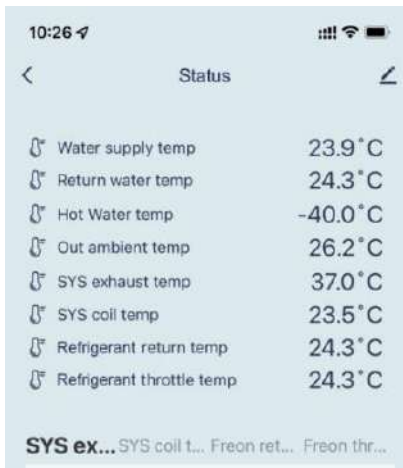 10:26
Status
Water supply temp 23.9°C
Return water temp 24.3°C
Hot Water temp -40.0°C
Out ambient temp 26.2°C
SYS exhaust temp 37.0°C
SYS coil temp 23.5°C
Refrigerant return temp 24.3°C
Refrigerant throttle temp 24.3°C
SYS ex... SYS coil t... Freon ret... Freon thr...